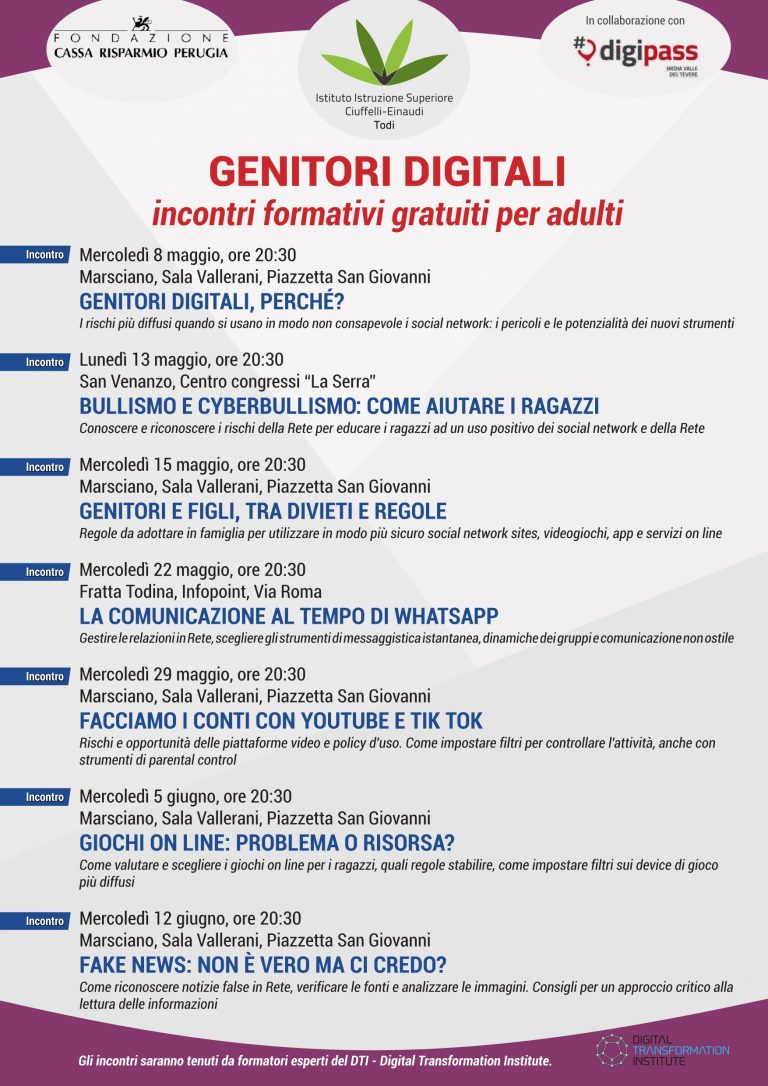 FONDAZIONE
CASSA RISPARMIO PERUGIA
Istituto Istruzione Superiore
Ciuffelli-Einaudi
Todi
In collaborazione con
#digipass
MEDIA VALLE
DEL TEVERE
GENITORI DIGITALI
incontri formativi gratuiti per adulti
Incontro
Mercoledì 8 maggio, ore 20:30
Marsciano, Sala Vallerani, Piazzetta San Giovanni
GENITORI DIGITALI, PERCHÉ?
I rischi più diffusi quando si usano in modo non consapevole i social network: i pericoli e le potenzialità dei nuovi strumenti
Incontro
Lunedì 13 maggio, ore 20:30
San Venanzo, Centro congressi “La Serra”
BULLISMO E CYBERBULLISMO: COME AIUTARE I RAGAZZI
Conoscere e riconoscere i rischi della Rete per educare i ragazzi ad un uso positivo dei social network e della Rete
Incontro
Mercoledì 15 maggio, ore 20:30
Marsciano, Sala Vallerani, Piazzetta San Giovanni
GENITORI E FIGLI, TRA DIVIETI E REGOLE
Regole da adottare in famiglia per utilizzare in modo più sicuro social network sites, videogiochi, app e servizi on line
Incontro
Mercoledì 22 maggio, ore 20:30
Fratta Todina, Infopoint, Via Roma
LA COMUNICAZIONE AL TEMPO DI WHATSAPP
Gestire le relazioni in Rete, scegliere gli strumenti di messaggistica istantanea, dinamiche dei gruppi e comunicazione non ostile
Incontro
Mercoledì 29 maggio, ore 20:30
Marsciano, Sala Vallerani, Piazzetta San Giovanni
FACCIAMO I CONTI CON YOUTUBE E TIK TOK
Rischi e opportunità delle piattaforme video e policy d'uso. Come impostare filtri per controllare l'attività, anche con
strumenti di parental control
Incontro
Mercoledì 5 giugno, ore 20:30
Marsciano, Sala Vallerani, Piazzetta San Giovanni
GIOCHI ON LINE: PROBLEMA O RISORSA?
Come valutare e scegliere i giochi on line per i ragazzi, quali regole stabilire, come impostare filtri sui device di gioco
più diffusi
Incontro
Mercoledì 12 giugno, ore 20:30
Marsciano, Sala Vallerani, Piazzetta San Giovanni
FAKE NEWS: NON È VERO MA CI CREDO?
Come riconoscere notizie false in Rete, verificare le fonti e analizzare le immagini. Consigli per un approccio critico alla
lettura delle informazioni
Gli incontri saranno tenuti da formatori esperti del DTI - Digital Transformation Institute.
DIGITAL
TRANSFORMATION
INSTITUTE